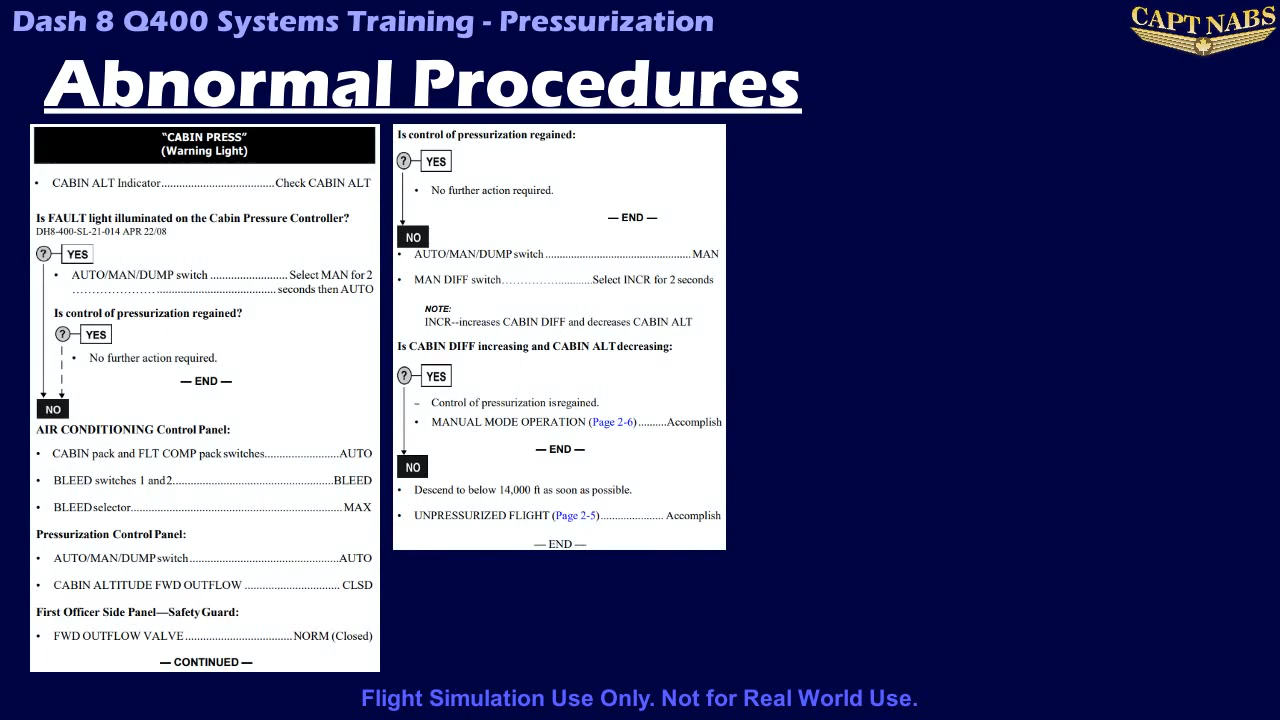 Dash 8 Q400 Systems Training - Pressurization
CAPT NABS
Abnormal Procedures
“CABIN PRESS”
(Warning Light)
• CABIN ALT Indicator......................................Check CABIN ALT
Is FAULT light illuminated on the Cabin Pressure Controller?
DH8-400-SL-21-014 APR 22/08
? YES
• AUTO/MAN/DUMP switch .......................... Select MAN for 2
…………………........................................ seconds then AUTO
Is control of pressurization regained?
? YES
• No further action required.
— END —
NO
AIR CONDITIONING Control Panel:
• CABIN pack and FLT COMP pack switches.........................AUTO
• BLEED switches 1 and 2......................................................BLEED
• BLEED selector....................................................................... MAX
Pressurization Control Panel:
• AUTO/MAN/DUMP switch..................................................AUTO
• CABIN ALTITUDE FWD OUTFLOW ................................ CLSD
First Officer Side Panel—Safety Guard:
• FWD OUTFLOW VALVE....................................NORM (Closed)
— CONTINUED —
Is control of pressurization regained:
? YES
• No further action required.
— END —
NO
• AUTO/MAN/DUMP switch................................................. MAN
• MAN DIFF switch……………............Select INCR for 2 seconds
NOTE:
INCR--increases CABIN DIFF and decreases CABIN ALT
Is CABIN DIFF increasing and CABIN ALT decreasing:
? YES
– Control of pressurization is regained.
• MANUAL MODE OPERATION (Page 2-6)..........Accomplish
— END —
NO
• Descend to below 14,000 ft as soon as possible.
• UNPRESSURIZED FLIGHT (Page 2-5)..................... Accomplish
— END —
Flight Simulation Use Only. Not for Real World Use.